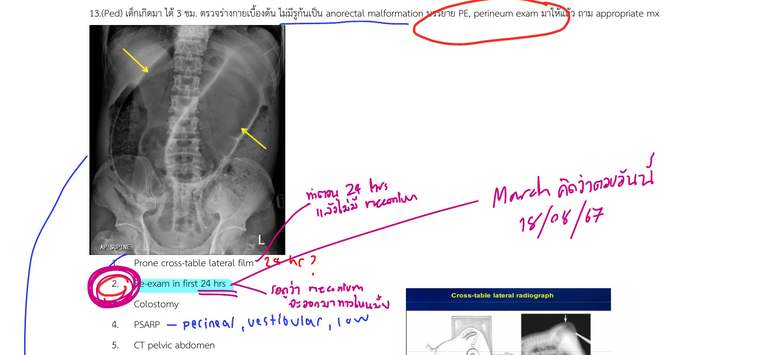 13.(Ped) เด็กเกิดมา ได้ 3 ชม. ตรวจร่างกายเบื้องต้น ไม่มีรูก้นเป็น anorectal malformation บรรยาย PE, perineum exam มาให้แล้ว ถาม appropriate mx
AP SUPINE
L
ทำตอน 24 hrs
แล้วไม่มี meconium
March คิดว่าตอบอันนี้
18/08/67
1. Prone cross-table lateral film 24 hr ?
2. Re-exam in first 24 hrs
รอดูว่า meconium
จะออกมาทางไหนมั้ย
Colostomy
4. PSARP – perineal, vestibular, low
5. CT pelvic abdomen
Cross-table lateral radiograph